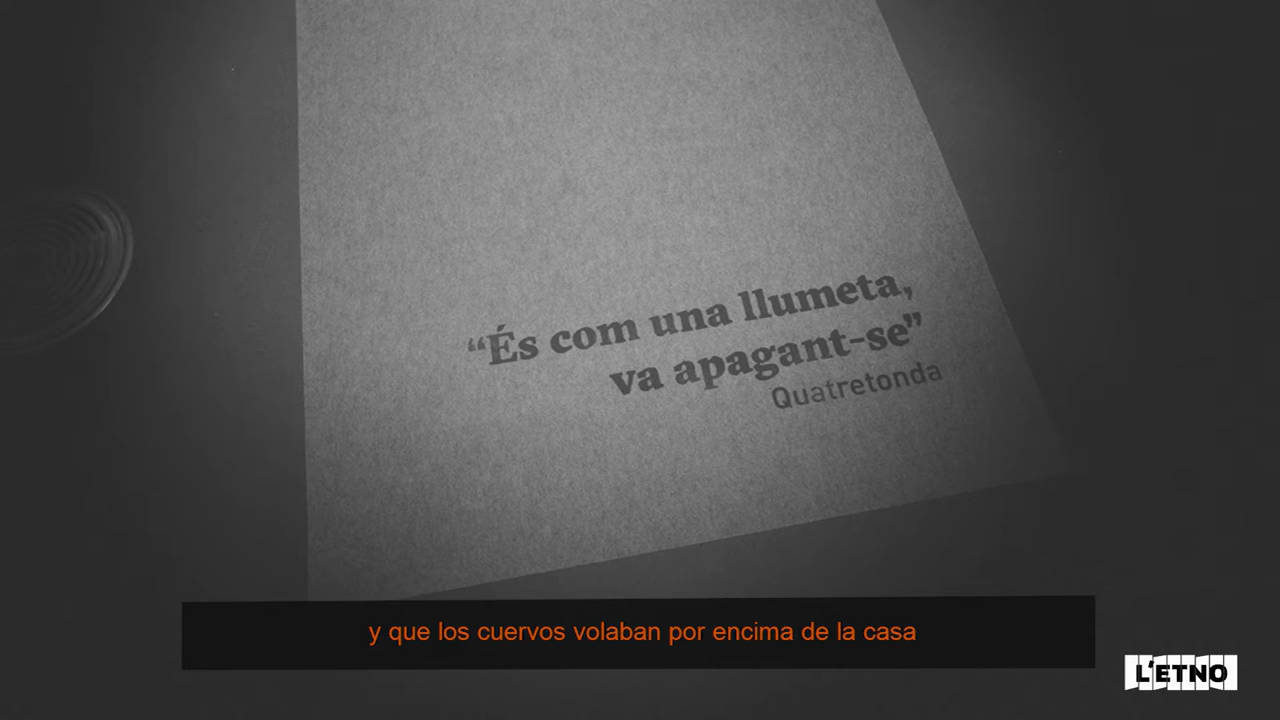 “És com una llumeta,
va apagant-se”
Quatretonda
y que los cuervos volaban por encima de la casa
L'ETNO